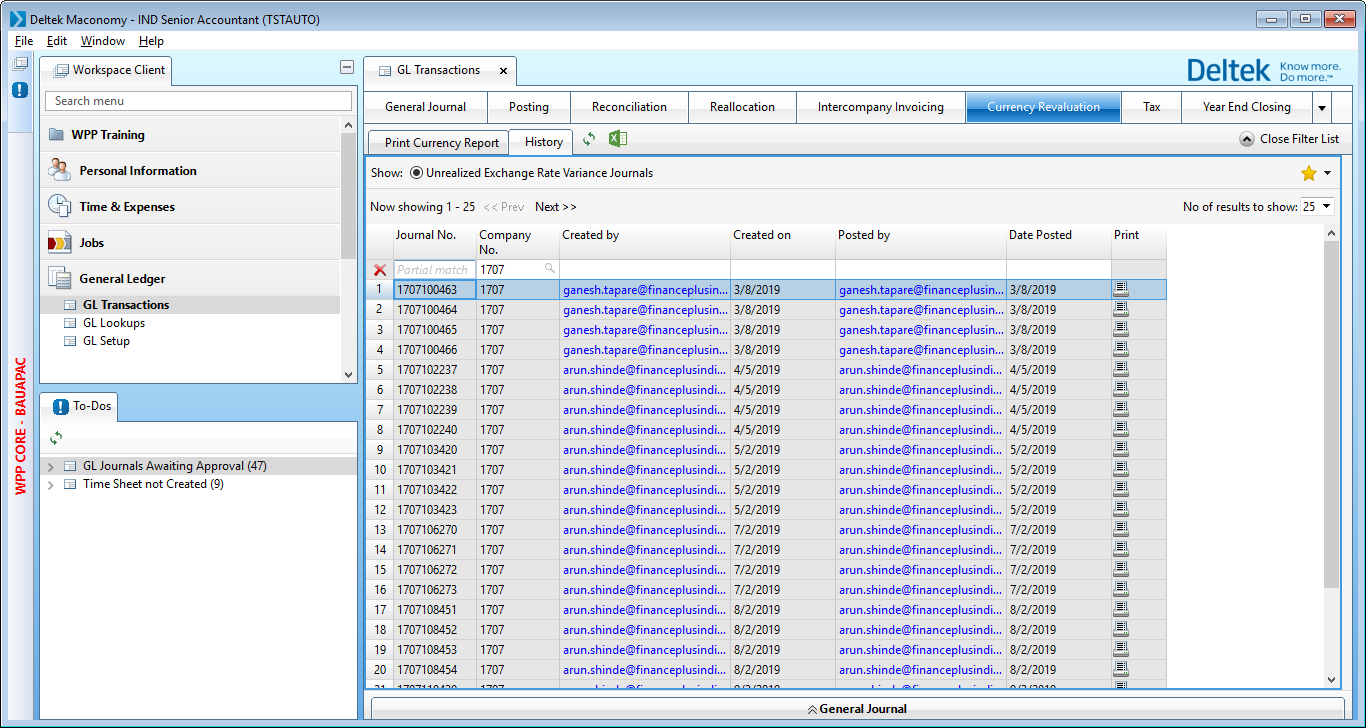 Deltek Maconomy - IND Senior Accountant (TSTAUTO)
File Edit Window Help
Workspace Client
Search menu
WPP Training
Personal Information
Time & Expenses
Jobs
General Ledger
GL Transactions
GL Lookups
GL Setup
WPP CORE - BAUAPAC
To-Dos
GL Journals Awaiting Approval (47)
Time Sheet not Created (9)
GL Transactions
Deltek Know more.
Do more.™
General Journal Posting Reconciliation Reallocation Intercompany Invoicing Currency Revaluation Tax Year End Closing
Print Currency Report History Close Filter List
Show: Unrealized Exchange Rate Variance Journals
Now showing 1 - 25 << Prev Next >> No of results to show: 25
Journal No. Company No. Created by Created on Posted by Date Posted Print
Partial match 1707
1 1707100463 1707 ganesh.tapare@financeplusin... 3/8/2019 ganesh.tapare@financeplusin... 3/8/2019
2 1707100464 1707 ganesh.tapare@financeplusin... 3/8/2019 ganesh.tapare@financeplusin... 3/8/2019
3 1707100465 1707 ganesh.tapare@financeplusin... 3/8/2019 ganesh.tapare@financeplusin... 3/8/2019
4 1707100466 1707 ganesh.tapare@financeplusin... 3/8/2019 ganesh.tapare@financeplusin... 3/8/2019
5 1707102237 1707 arun.shinde@financeplusindi... 4/5/2019 arun.shinde@financeplusindi... 4/5/2019
6 1707102238 1707 arun.shinde@financeplusindi... 4/5/2019 arun.shinde@financeplusindi... 4/5/2019
7 1707102239 1707 arun.shinde@financeplusindi... 4/5/2019 arun.shinde@financeplusindi... 4/5/2019
8 1707102240 1707 arun.shinde@financeplusindi... 4/5/2019 arun.shinde@financeplusindi... 4/5/2019
9 1707103420 1707 arun.shinde@financeplusindi... 5/2/2019 arun.shinde@financeplusindi... 5/2/2019
10 1707103421 1707 arun.shinde@financeplusindi... 5/2/2019 arun.shinde@financeplusindi... 5/2/2019
11 1707103422 1707 arun.shinde@financeplusindi... 5/2/2019 arun.shinde@financeplusindi... 5/2/2019
12 1707103423 1707 arun.shinde@financeplusindi... 5/2/2019 arun.shinde@financeplusindi... 5/2/2019
13 1707106270 1707 arun.shinde@financeplusindi... 7/2/2019 arun.shinde@financeplusindi... 7/2/2019
14 1707106271 1707 arun.shinde@financeplusindi... 7/2/2019 arun.shinde@financeplusindi... 7/2/2019
15 1707106272 1707 arun.shinde@financeplusindi... 7/2/2019 arun.shinde@financeplusindi... 7/2/2019
16 1707106273 1707 arun.shinde@financeplusindi... 7/2/2019 arun.shinde@financeplusindi... 7/2/2019
17 1707108451 1707 arun.shinde@financeplusindi... 8/2/2019 arun.shinde@financeplusindi... 8/2/2019
18 1707108452 1707 arun.shinde@financeplusindi... 8/2/2019 arun.shinde@financeplusindi... 8/2/2019
19 1707108453 1707 arun.shinde@financeplusindi... 8/2/2019 arun.shinde@financeplusindi... 8/2/2019
20 1707108454 1707 arun.shinde@financeplusindi... 8/2/2019 arun.shinde@financeplusindi... 8/2/2019
General Journal